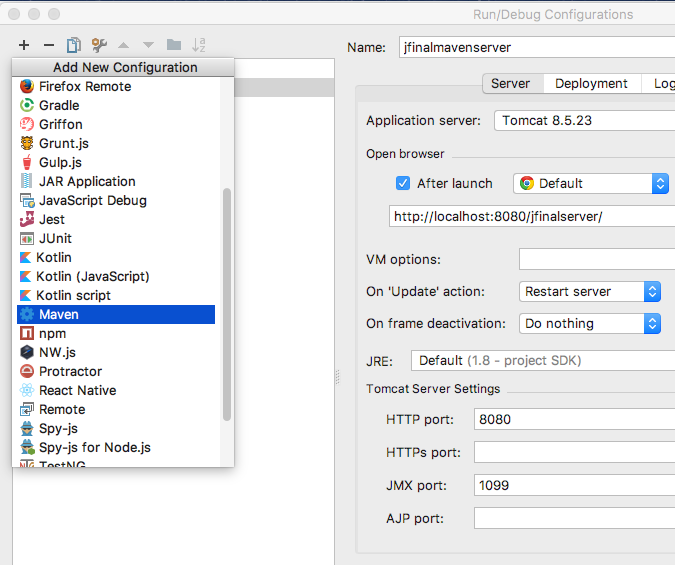 Run/Debug Configurations
Name: jfinalmavenserver
Add New Configuration
Firefox Remote
Gradle
Griffon
Grunt.js
Gulp.js
JAR Application
JavaScript Debug
Jest
JUnit
Kotlin
Kotlin (JavaScript)
Kotlin script
Maven
npm
NW.js
Protractor
React Native
Remote
Spy-js
Spy-js for Node.js
TestNG
Server Deployment Log
Application server: Tomcat 8.5.23
Open browser
After launch Default
http://localhost:8080/jfinalserver/
VM options:
On 'Update' action: Restart server
On frame deactivation: Do nothing
JRE: Default (1.8 - project SDK)
Tomcat Server Settings
HTTP port: 8080
HTTPs port:
JMX port: 1099
AJP port: